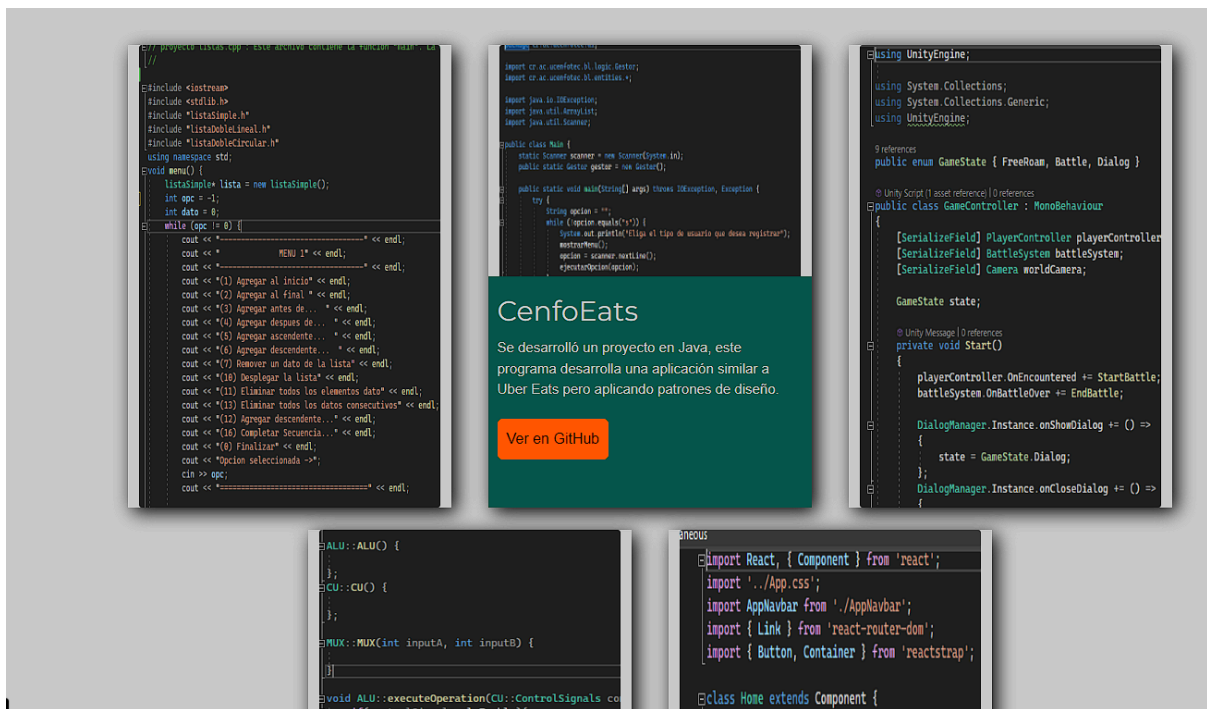 // proyecto listas.cpp : Este archivo contiene la función "main". La
//
#include <iostream>
#include <stdlib.h>
#include "listaSimple.h"
#include "listaDobleLineal.h"
#include "listaDobleCircular.h"
using namespace std;
void menu() {
listaSimple* lista = new listaSimple();
int opc = -1;
int dato = 0;
while (opc != 0) {
cout << "-----------------------------------" << endl;
cout << " MENU 1" << endl;
cout << "-----------------------------------" << endl;
cout << "(1) Agregar al inicio" << endl;
cout << "(2) Agregar al final " << endl;
cout << "(3) Agregar antes de... " << endl;
cout << "(4) Agregar despues de... " << endl;
cout << "(5) Agregar ascendente... " << endl;
cout << "(6) Agregar descendente... " << endl;
cout << "(7) Remover un dato de la lista" << endl;
cout << "(10) Desplegar la lista" << endl;
cout << "(11) Eliminar todos los elementos dato" << endl;
cout << "(13) Eliminar todos los datos consecutivos" << endl;
cout << "(12) Agregar descendente..." << endl;
cout << "(16) Completar Secuencia..." << endl;
cout << "(0) Finalizar" << endl;
cout << "Opcion seleccionada ->";
cin >> opc;
cout << "===================================" << endl;
import cr.ac.ucenfotec.bl.logic.Gestor;
import cr.ac.ucenfotec.bl.entities.*;
import java.io.IOException;
import java.util.ArrayList;
import java.util.Scanner;
public class Main {
static Scanner scanner = new Scanner(System.in);
public static Gestor gestor = new Gestor();
public static void main(String[] args) throws IOException, Exception {
try {
String opcion = "";
while (!opcion.equals("s")) {
System.out.println("Eliga el tipo de usuario que desea registrar");
mostrarMenu();
opcion = scanner.nextLine();
ejecutarOpcion(opcion);
CenfoEats
Se desarrolló un proyecto en Java, este
programa desarrolla una aplicación similar a
Uber Eats pero aplicando patrones de diseño.
Ver en GitHub
using UnityEngine;
using System.Collections;
using System.Collections.Generic;
using UnityEngine;
9 references
public enum GameState { FreeRoam, Battle, Dialog }
Unity Script (1 asset reference) | 0 references
public class GameController : MonoBehaviour
{
[SerializeField] PlayerController playerController
[SerializeField] BattleSystem battleSystem;
[SerializeField] Camera worldCamera;
GameState state;
Unity Message | 0 references
private void Start()
{
playerController.OnEncountered += StartBattle;
battleSystem.OnBattleOver += EndBattle;
DialogManager.Instance.onShowDialog += () =>
{
state = GameState.Dialog;
};
DialogManager.Instance.onCloseDialog += () =>
{
ALU::ALU() {
};
CU::CU() {
};
MUX::MUX(int inputA, int inputB) {
}
void ALU::executeOperation(CU::ControlSignals co
aneous
import React, { Component } from 'react';
import '../App.css';
import AppNavbar from './AppNavbar';
import { Link } from 'react-router-dom';
import { Button, Container } from 'reactstrap';
class Home extends Component {